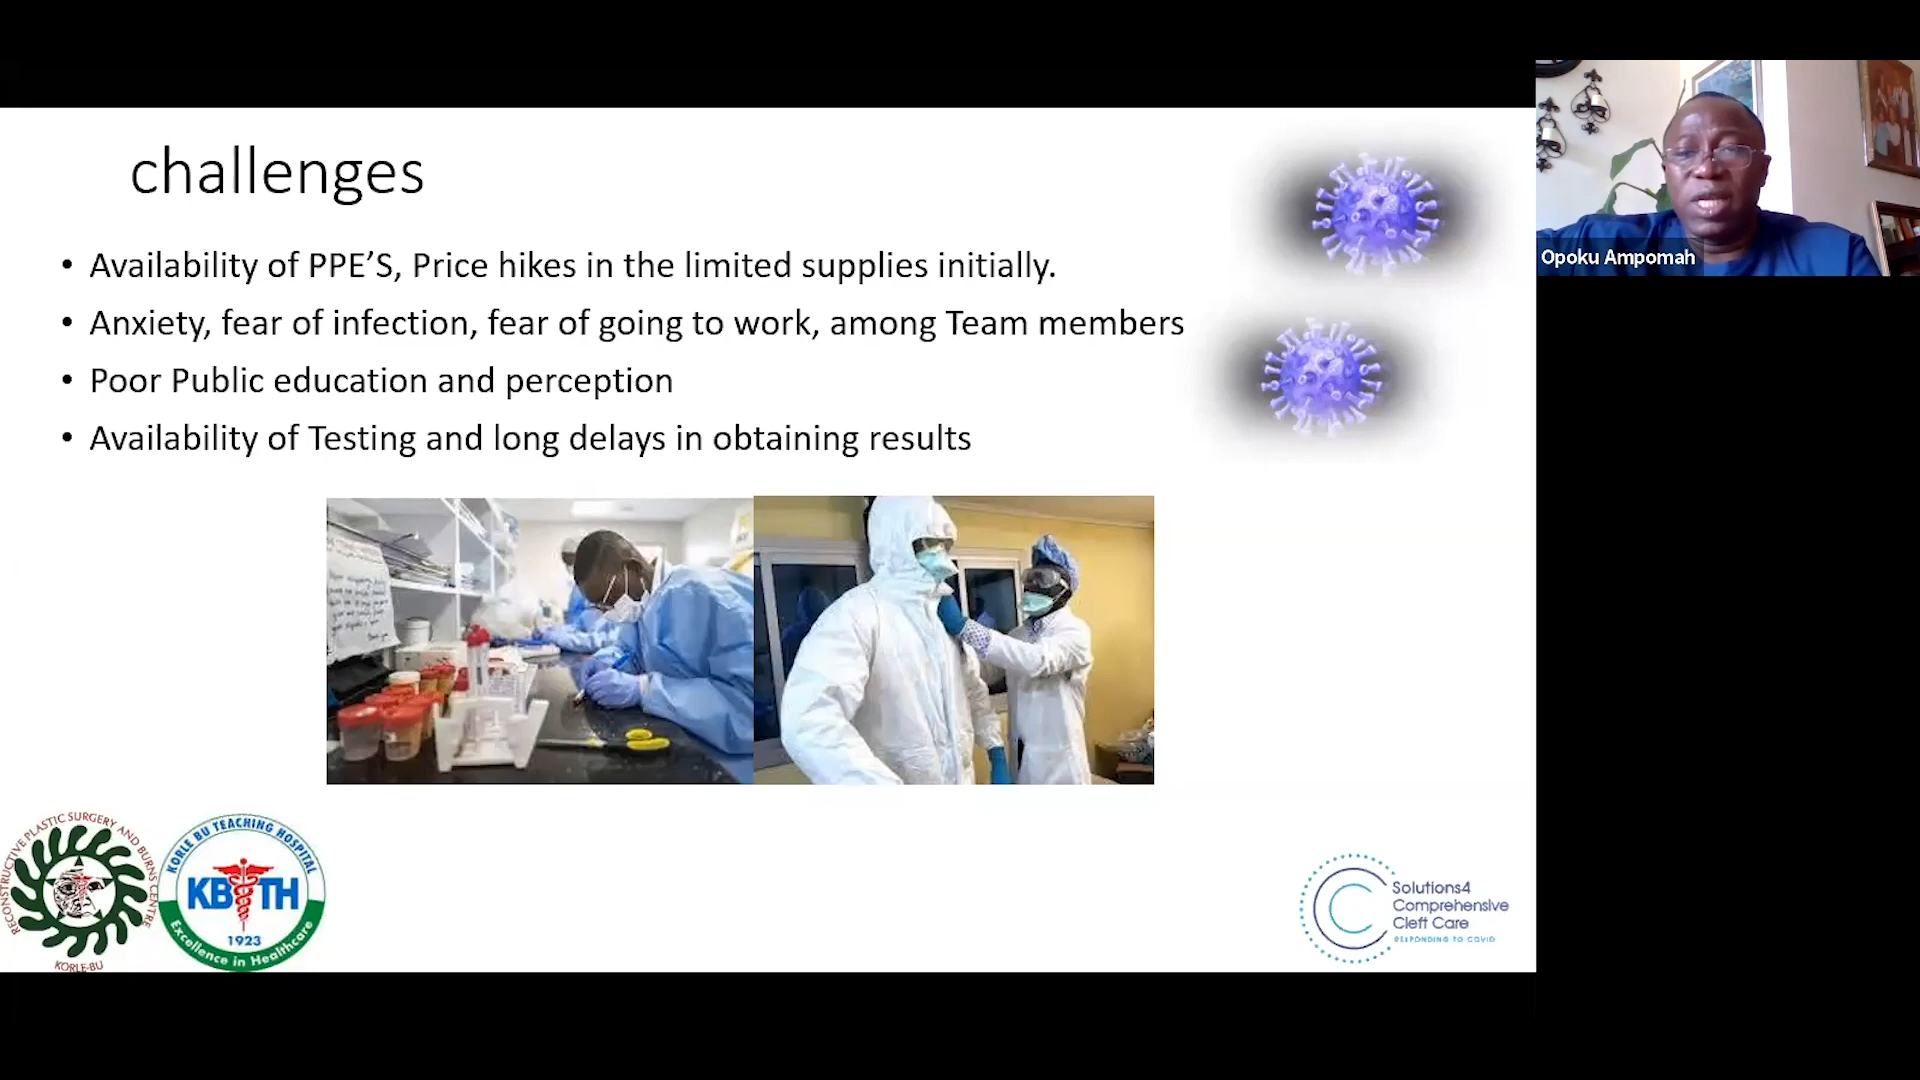 challenges
• Availability of PPE’S, Price hikes in the limited supplies initially.
• Anxiety, fear of infection, fear of going to work, among Team members
• Poor Public education and perception
• Availability of Testing and long delays in obtaining results
Opoku Ampomah
RECONSTRUCTIVE PLASTIC SURGERY AND BURNS CENTRE
KORLE-BU
KORLE BU TEACHING HOSPITAL
KBTH
1923
Excellence in Healthcare
Solutions4
Comprehensive
Cleft Care
RESPONDING TO COVID